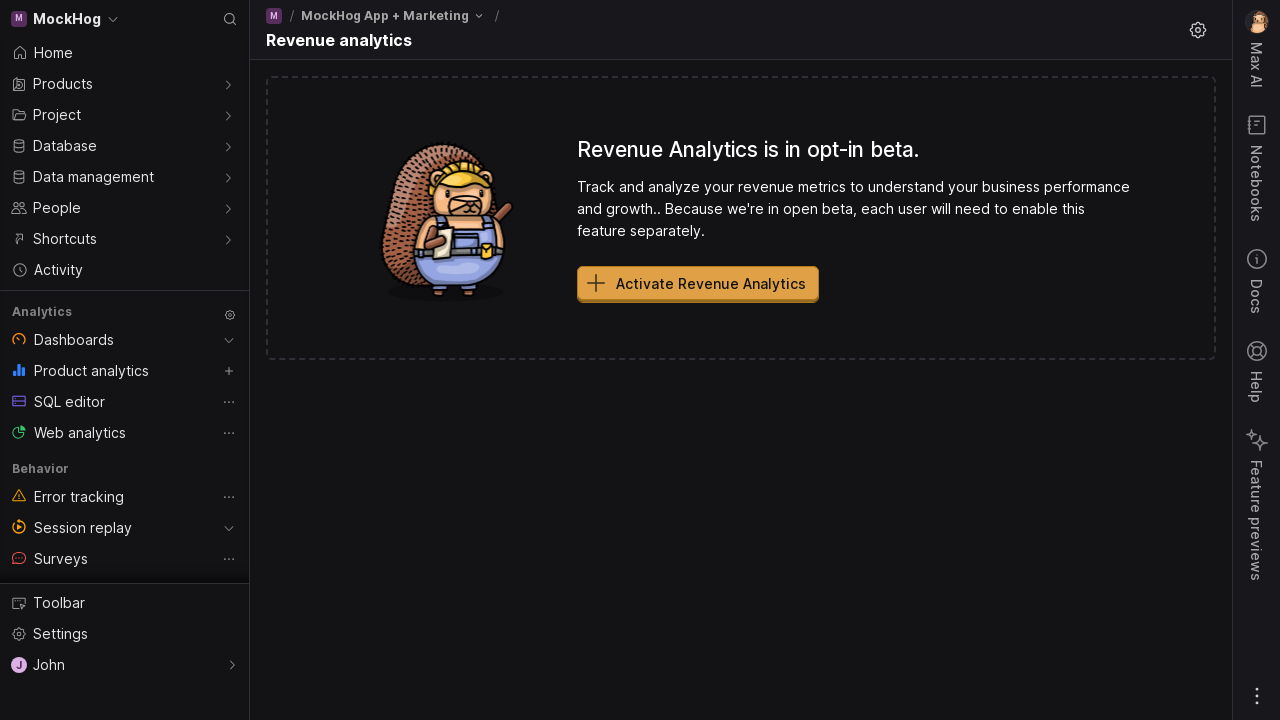 M MockHog
Home
Products
Project
Database
Data management
People
Shortcuts
Activity
Analytics
Dashboards
Product analytics
SQL editor
Web analytics
Behavior
Error tracking
Session replay
Surveys
Toolbar
Settings
J John
M / MockHog App + Marketing /
Revenue analytics
Revenue Analytics is in opt-in beta.
Track and analyze your revenue metrics to understand your business performance
and growth.. Because we're in open beta, each user will need to enable this
feature separately.
Activate Revenue Analytics
Max AI
Notebooks
Docs
Help
Feature previews